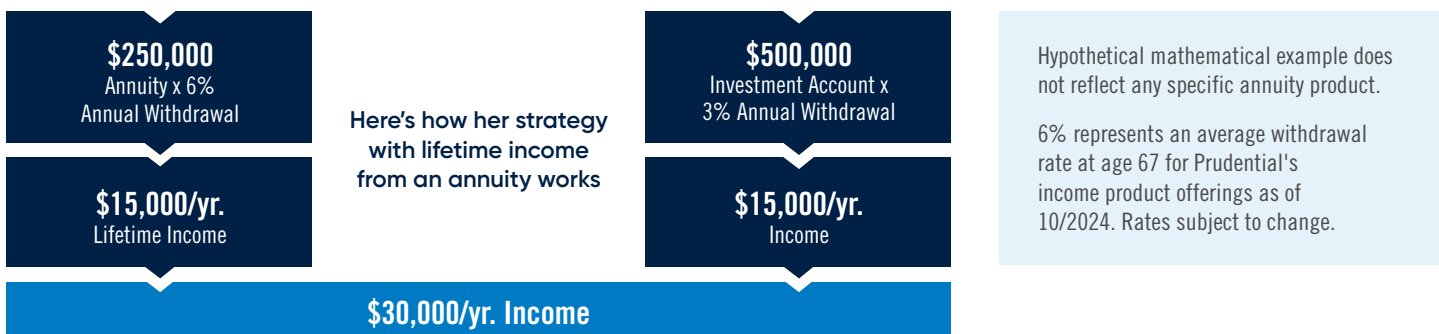 $250,000
Annuity x 6%
Annual Withdrawal
$15,000/yr.
Lifetime Income
Here's how her strategy
with lifetime income
from an annuity works
$500,000
Investment Account x
3% Annual Withdrawal
$15,000/yr.
Income
$30,000/yr. Income
Hypothetical mathematical example does
not reflect any specific annuity product.
6% represents an average withdrawal
rate at age 67 for Prudential's
income product offerings as of
10/2024. Rates subject to change.